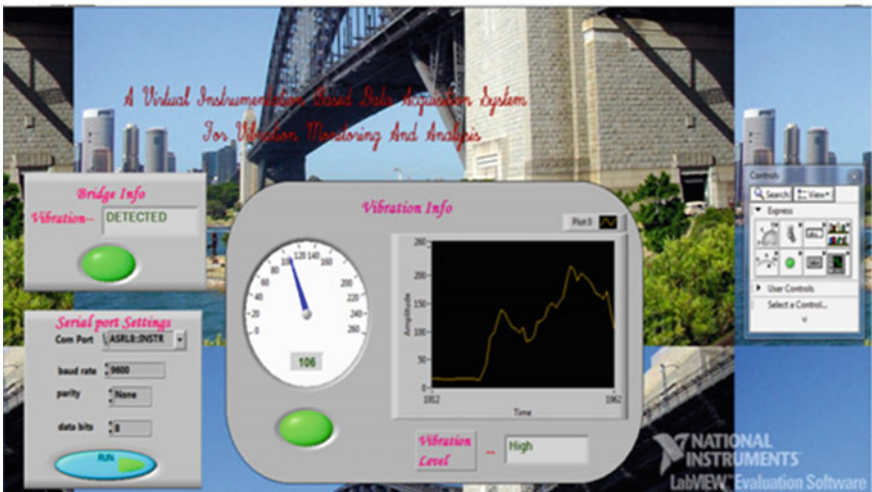 A Virtual Instrumentation Based Data Acquisition System
For Vibration Monitoring And Analysis
Bridge Info
Vibration-- DETECTED
Serial port Settings
Com Port ASRL8::INSTR
baud rate 9600
parity None
data bits 8
RUN
Vibration Info
Plot 0
0 20 40 60 80 100 120 140 160 200 220 240 260
106
Amplitude
260
200
150
100
50
0
1912 1962
Time
Vibration
Level -- High
Controls
Search View
Express
User Controls
Select a Control...
NATIONAL
INSTRUMENTS
LabVIEW™ Evaluation Software